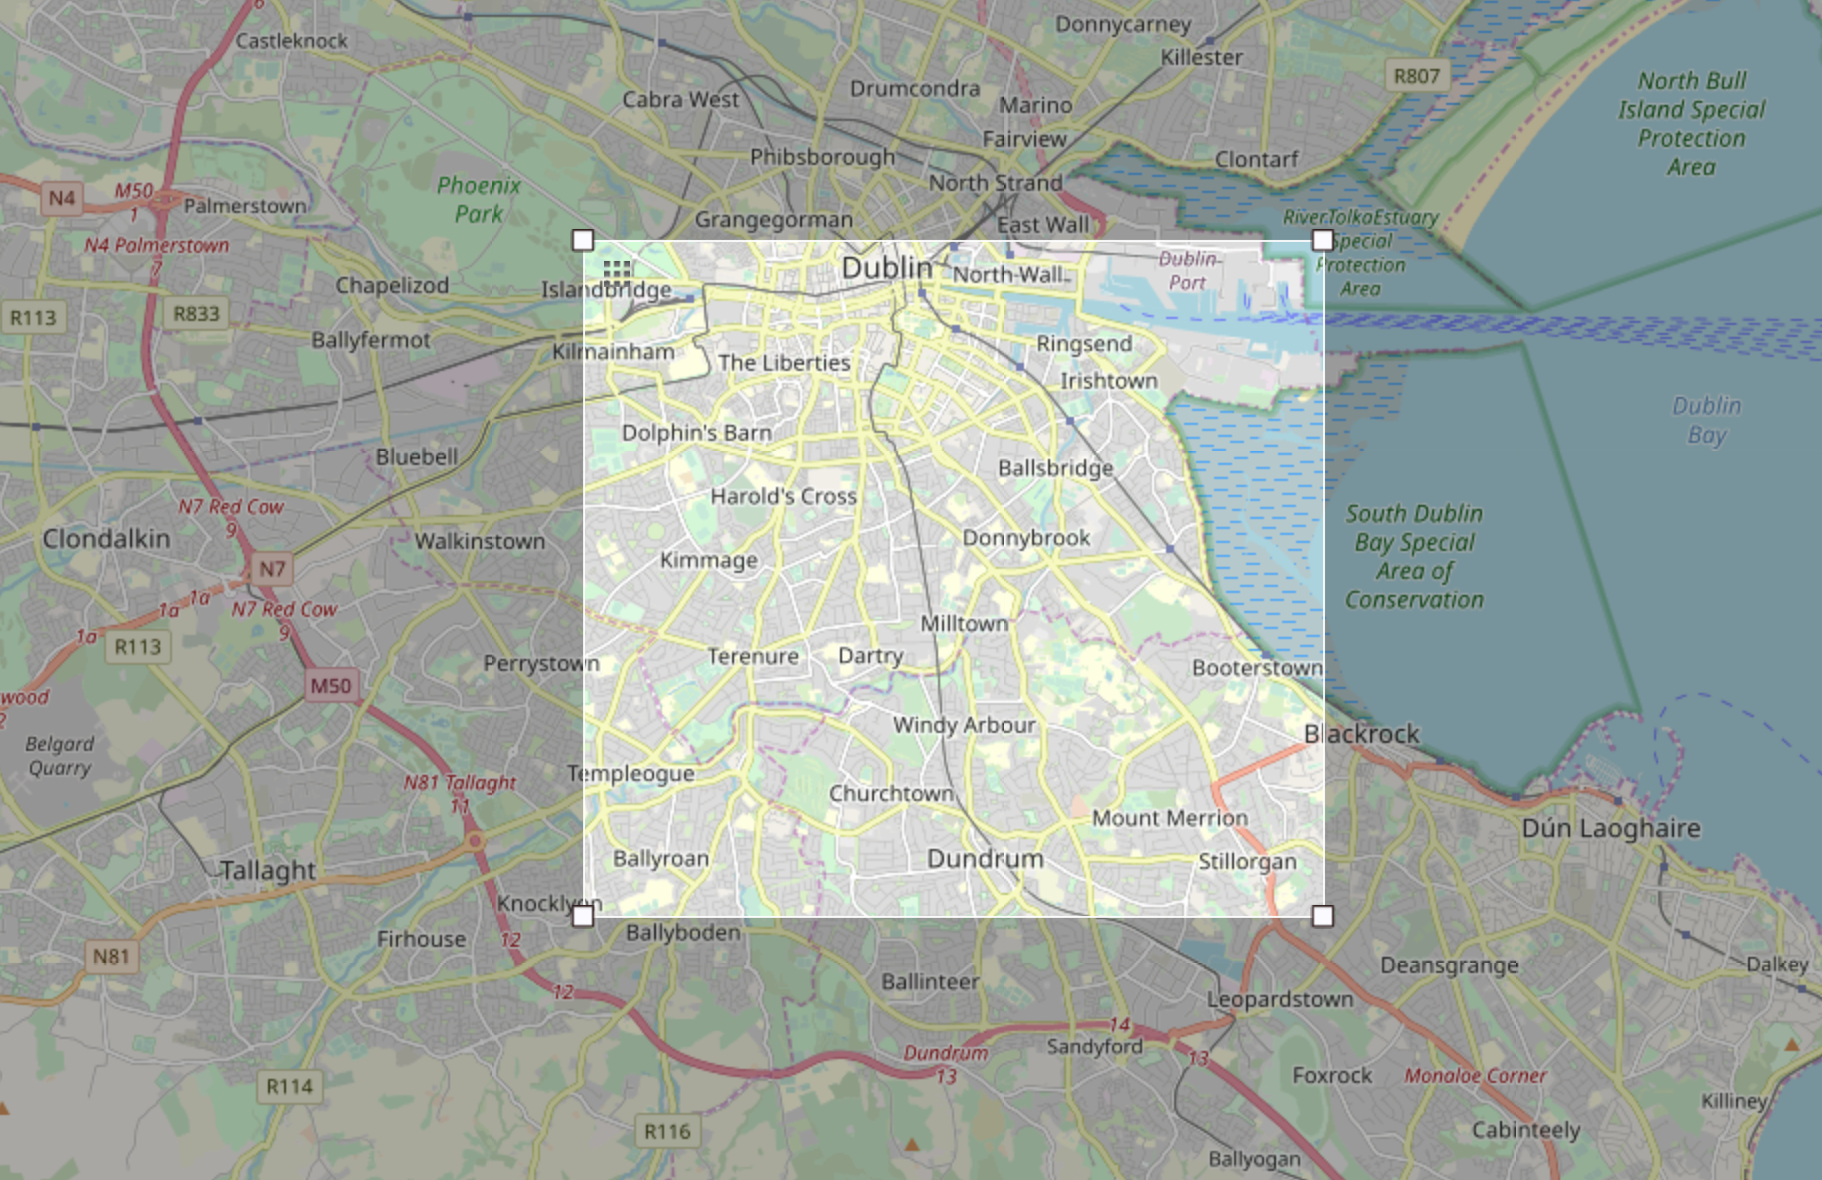 6
Castleknock
Donnycarney
Killester
R807
Cabra West
Drumcondra
Marino
Fairview
North Bull
Island Special
Protection
Area
Phibsborough
Clontarf
Phoenix
Park
North Strand
N4
M50
1
Palmerstown
Grangegorman
East Wall
RiverTolkaEstuary
Special
Protection
Area
N4 Palmerstown
7
Dublin
North Wall
Dublin
Port
Chapelizod
Islandbridge
R113
R833
Ballyfermot
Kilmainham
The Liberties
Ringsend
Irishtown
Dublin
Bay
Dolphin's Barn
Bluebell
Ballsbridge
Harold's Cross
N7 Red Cow
9
South Dublin
Bay Special
Area of
Conservation
Clondalkin
Walkinstown
Donnybrook
N7
Kimmage
1a
1a
N7 Red Cow
9
Milltown
1a
R113
Perrystown
Terenure
Dartry
Booterstown
M50
wood
2
Windy Arbour
Blackrock
Belgard
Quarry
Templeogue
N81 Tallaght
11
Churchtown
Mount Merrion
Dún Laoghaire
Tallaght
Ballyroan
Dundrum
Stillorgan
Knocklyon
Firhouse
12
Ballyboden
N81
Deansgrange
Dalkey
12
Ballinteer
Leopardstown
14
Dundrum
13
Sandyford
13
R114
Foxrock
Monaloe Corner
Killiney
R116
Cabinteely
Ballyogan